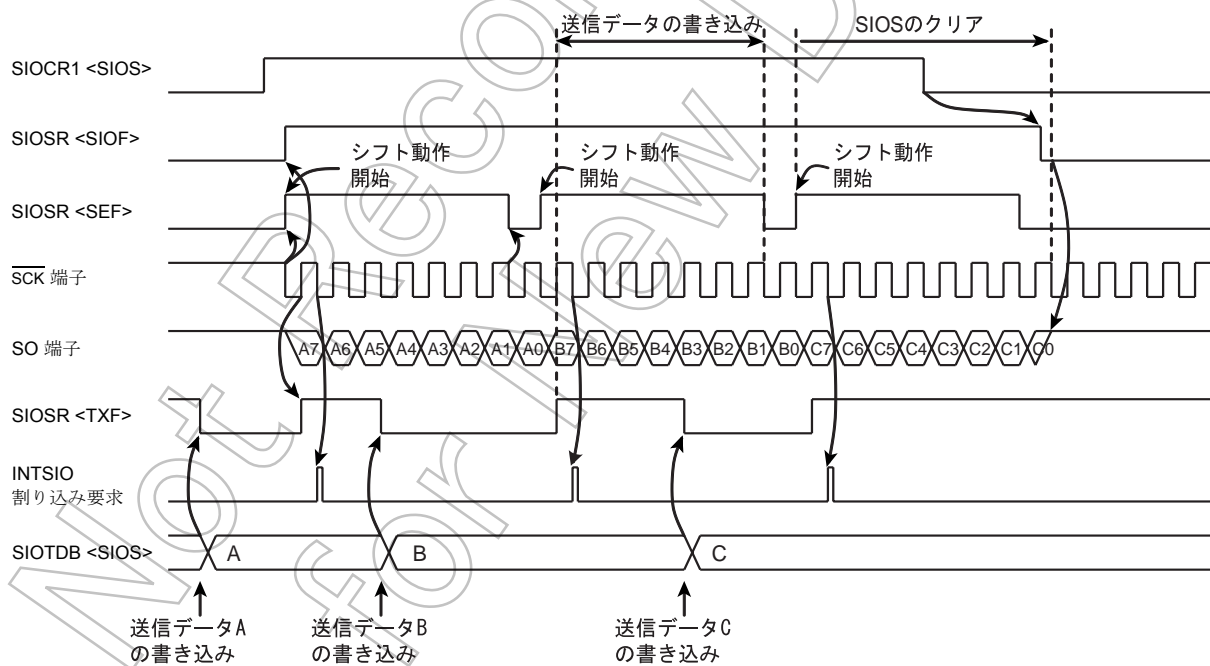 Not Recom
for New D
送信データの書き込み
SIOSのクリア
SIOCR1 <SIOS>
SIOSR <SIOF>
シフト動作
開始
シフト動作
開始
シフト動作
開始
SIOSR <SEF>
SCK 端子
SO 端子
A7 A6 A5 A4 A3 A2 A1 A0 B7 B6 B5 B4 B3 B2 B1 B0 C7 C6 C5 C4 C3 C2 C1 C0
SIOSR <TXF>
INTSIO
割り込み要求
SIOTDB <SIOS>
A
B
C
送信データA
の書き込み
送信データB
の書き込み
送信データC
の書き込み